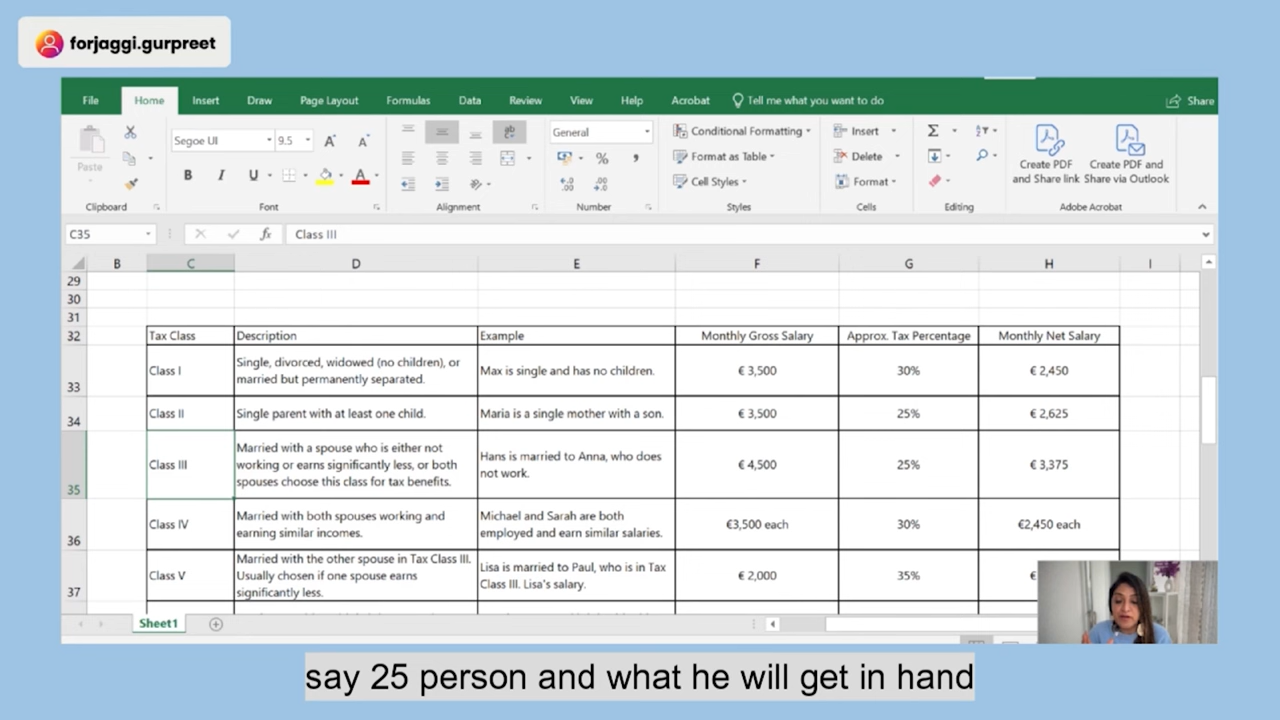 forjaggi.gurpreet
File Home Insert Draw Page Layout Formulas Data Review View Help Acrobat Tell me what you want to do Share
Paste
Segoe UI 9.5 A A
B I U A
ab
General
% ,
Conditional Formatting
Format as Table
Cell Styles
Insert
Delete
Format
Σ
Create PDF and Share link
Create PDF and Share via Outlook
Clipboard Font Alignment Number Styles Cells Editing Adobe Acrobat
C35 fx Class III
B C D E F G H I
29
30
31
32 Tax Class Description Example Monthly Gross Salary Approx. Tax Percentage Monthly Net Salary
33 Class I Single, divorced, widowed (no children), or married but permanently separated. Max is single and has no children. € 3,500 30% € 2,450
34 Class II Single parent with at least one child. Maria is a single mother with a son. € 3,500 25% € 2,625
35 Class III Married with a spouse who is either not working or earns significantly less, or both spouses choose this class for tax benefits. Hans is married to Anna, who does not work. € 4,500 25% € 3,375
36 Class IV Married with both spouses working and earning similar incomes. Michael and Sarah are both employed and earn similar salaries. €3,500 each 30% €2,450 each
37 Class V Married with the other spouse in Tax Class III. Usually chosen if one spouse earns significantly less. Lisa is married to Paul, who is in Tax Class III. Lisa's salary. € 2,000 35% €
Sheet1
say 25 person and what he will get in hand